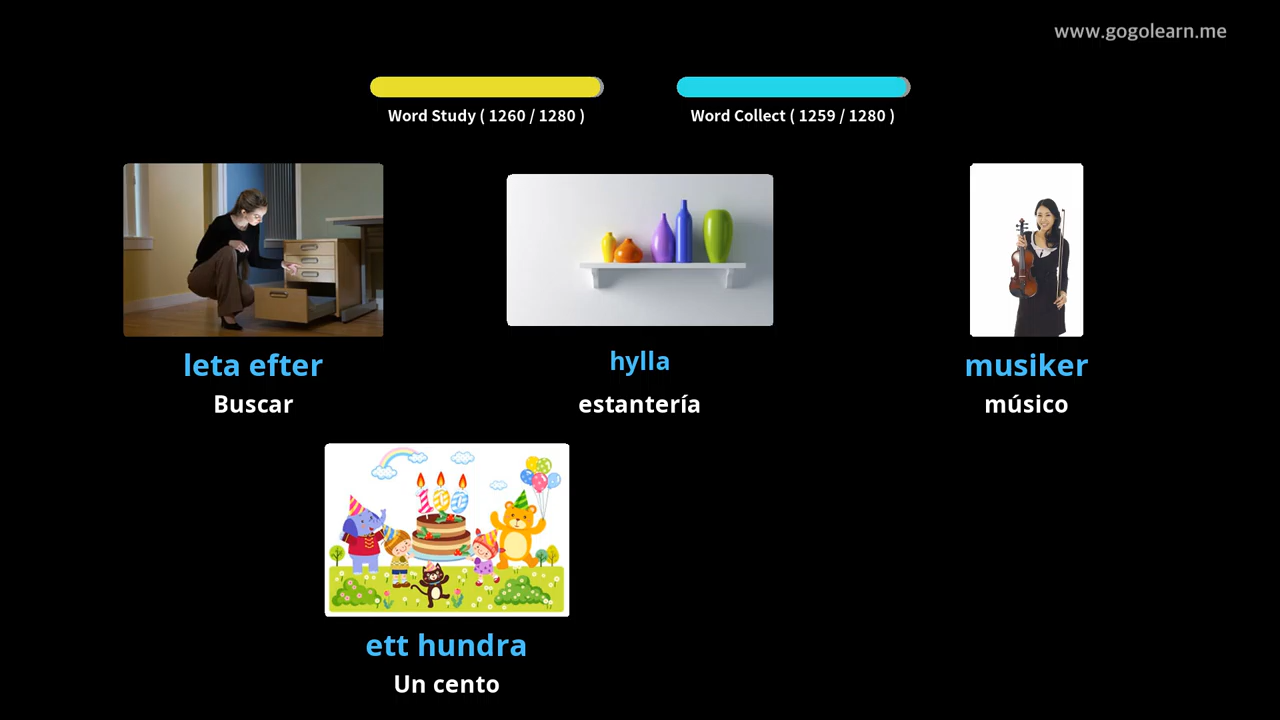 www.gogolearn.me
Word Study ( 1260 / 1280 )
Word Collect ( 1259 / 1280 )
leta efter
Buscar
hylla
estantería
musiker
músico
100
ett hundra
Un cento